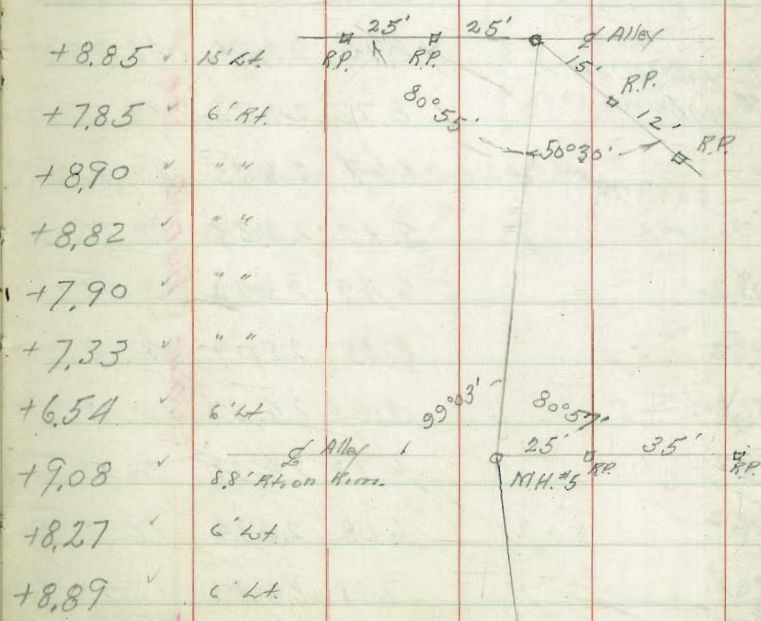 25' 25' ℄ Alley
+8.85 ✓ 15' Lt. R.P. R.P. 15' R.P.
80°55' 12'
+7.85 ✓ 6' Rt.
50°30' R.P.
+8.90 ✓ " "
+8.82 ✓ " "
+7.90 ✓ " "
+7.33 ✓ " "
+6.54 ✓ 6' Lt. 99°03' 80°57'
℄ Alley 25' 35'
+9.08 ✓ 8.8' Rt. on Rim. M.H. #5 R.P. R.P.
+8.27 ✓ 6' Lt.
+8.89 ✓ 6' Lt.